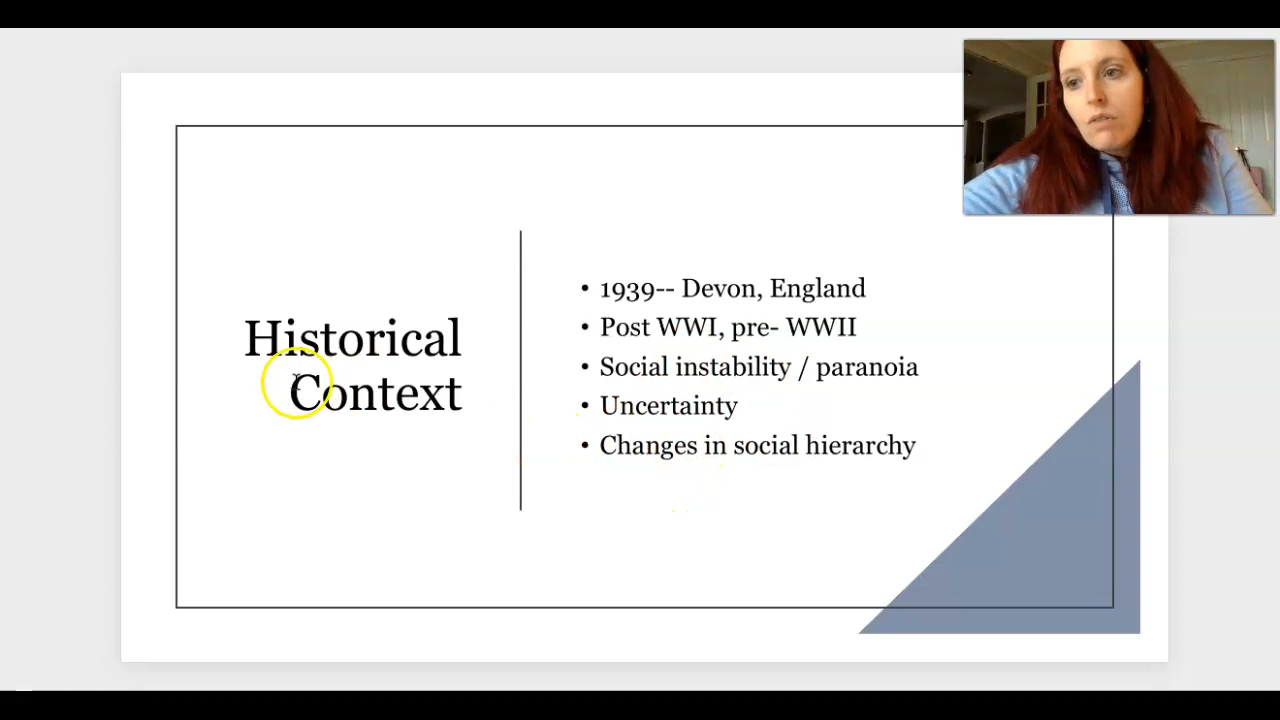 Historical
Context
• 1939-- Devon, England
• Post WWI, pre- WWII
• Social instability / paranoia
• Uncertainty
• Changes in social hierarchy